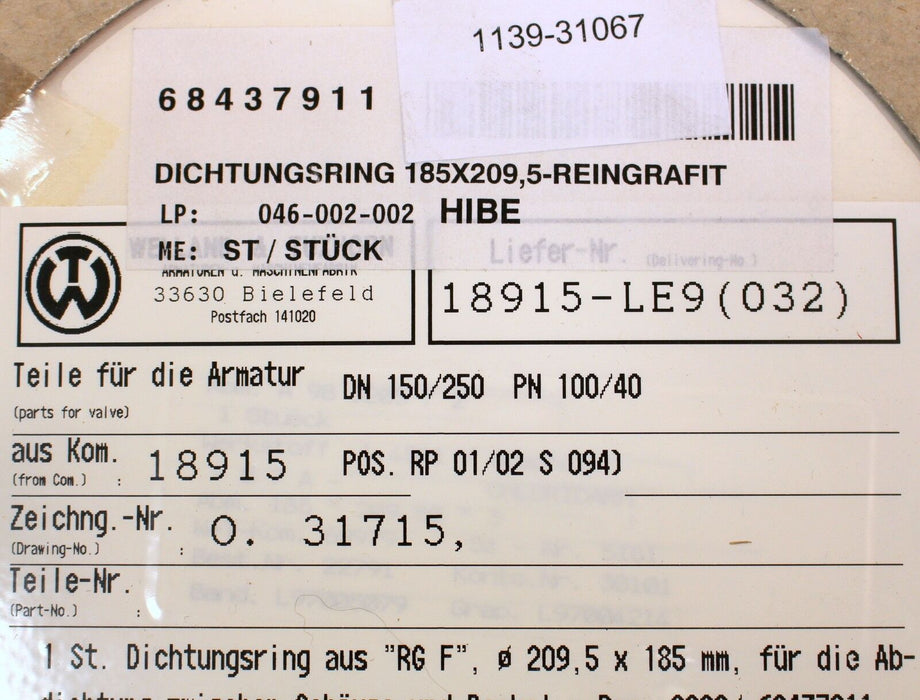 1139-31067
68437911
DICHTUNGSRING 185X209,5-REINGRAFIT
LP: 046-002-002 HIBE
ME: ST / STÜCK
Liefer-Nr. (Delivering-No.)
ARMATUREN U. MASCHINENFABRIK
33630 Bielefeld
Postfach 141020
18915-LE9(032)
Teile für die Armatur DN 150/250 PN 100/40
(parts for valve)
aus Kom. 18915 POS. RP 01/02 S 094)
(from Com.) :
Zeichng.-Nr. 0. 31715,
(Drawing-No.) :
Teile-Nr.
(Part-No.) :
1 St. Dichtungsring aus "RG F", ø 209,5 x 185 mm, für die Ab-